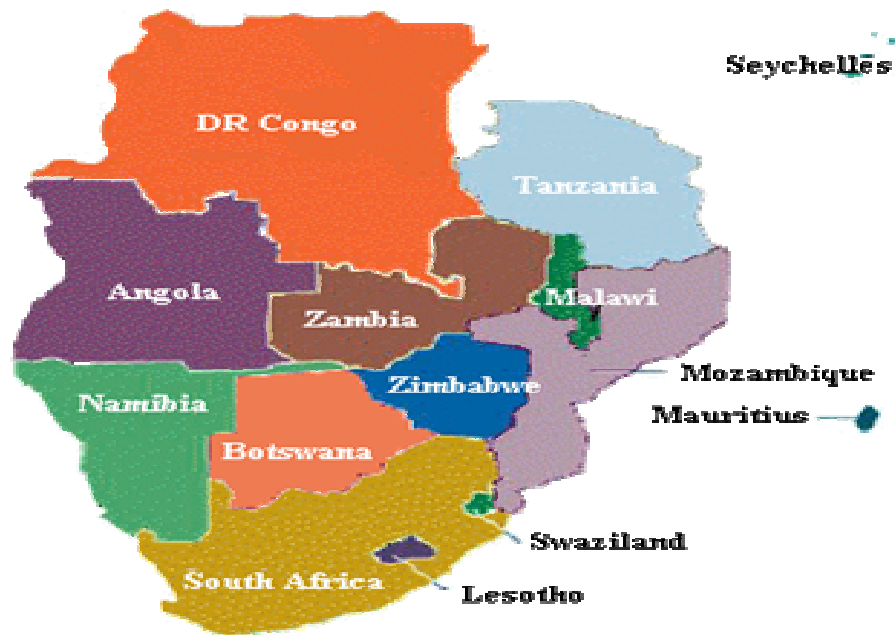 Seychelles
DR Congo
Tanzania
Angola
Malawi
Zambia
Mozambique
Zimbabwe
Namibia
Mauritius
Botswana
Swaziland
South Africa
Lesotho